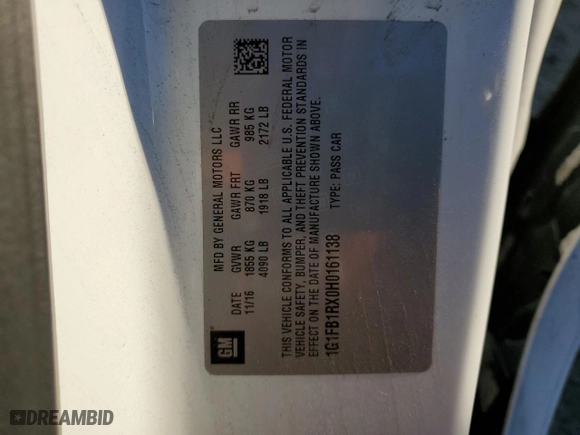 GM
MFD BY GENERAL MOTORS LLC
DATE GVWR GAWR FRT GAWR RR
11/16 1855 KG 870 KG 985 KG
4090 LB 1918 LB 2172 LB
THIS VEHICLE CONFORMS TO ALL APPLICABLE U.S. FEDERAL MOTOR
VEHICLE SAFETY, BUMPER, AND THEFT PREVENTION STANDARDS IN
EFFECT ON THE DATE OF MANUFACTURE SHOWN ABOVE.
1G1FB1RX0H0161138 TYPE: PASS CAR
DREAMBID